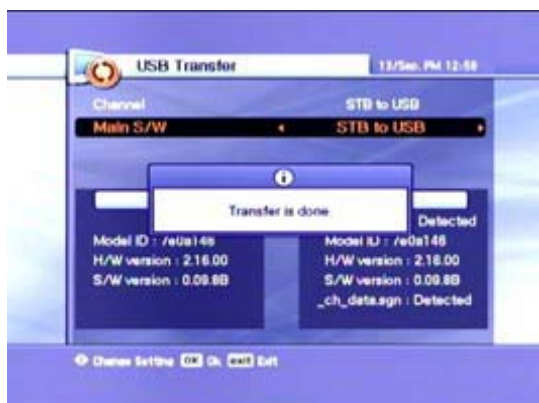 USB Transfer
13/Sep. PM 12:58
Channel
STB to USB
Main S/W
STB to USB
Transfer is done
Detected
Model ID : 7e0a146
Model ID : 7e0a146
H/W version : 2.16.00
H/W version : 2.16.00
S/W version : 0.09.8B
S/W version : 0.09.8B
_ch_data.sgn : Detected
Change Setting OK Ok exit Exit